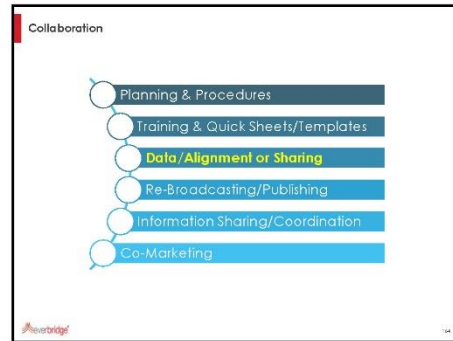 Collaboration
Planning & Procedures
Training & Quick Sheets/Templates
Data/Alignment or Sharing
Re-Broadcasting/Publishing
Information Sharing/Coordination
Co-Marketing
everbridge
164